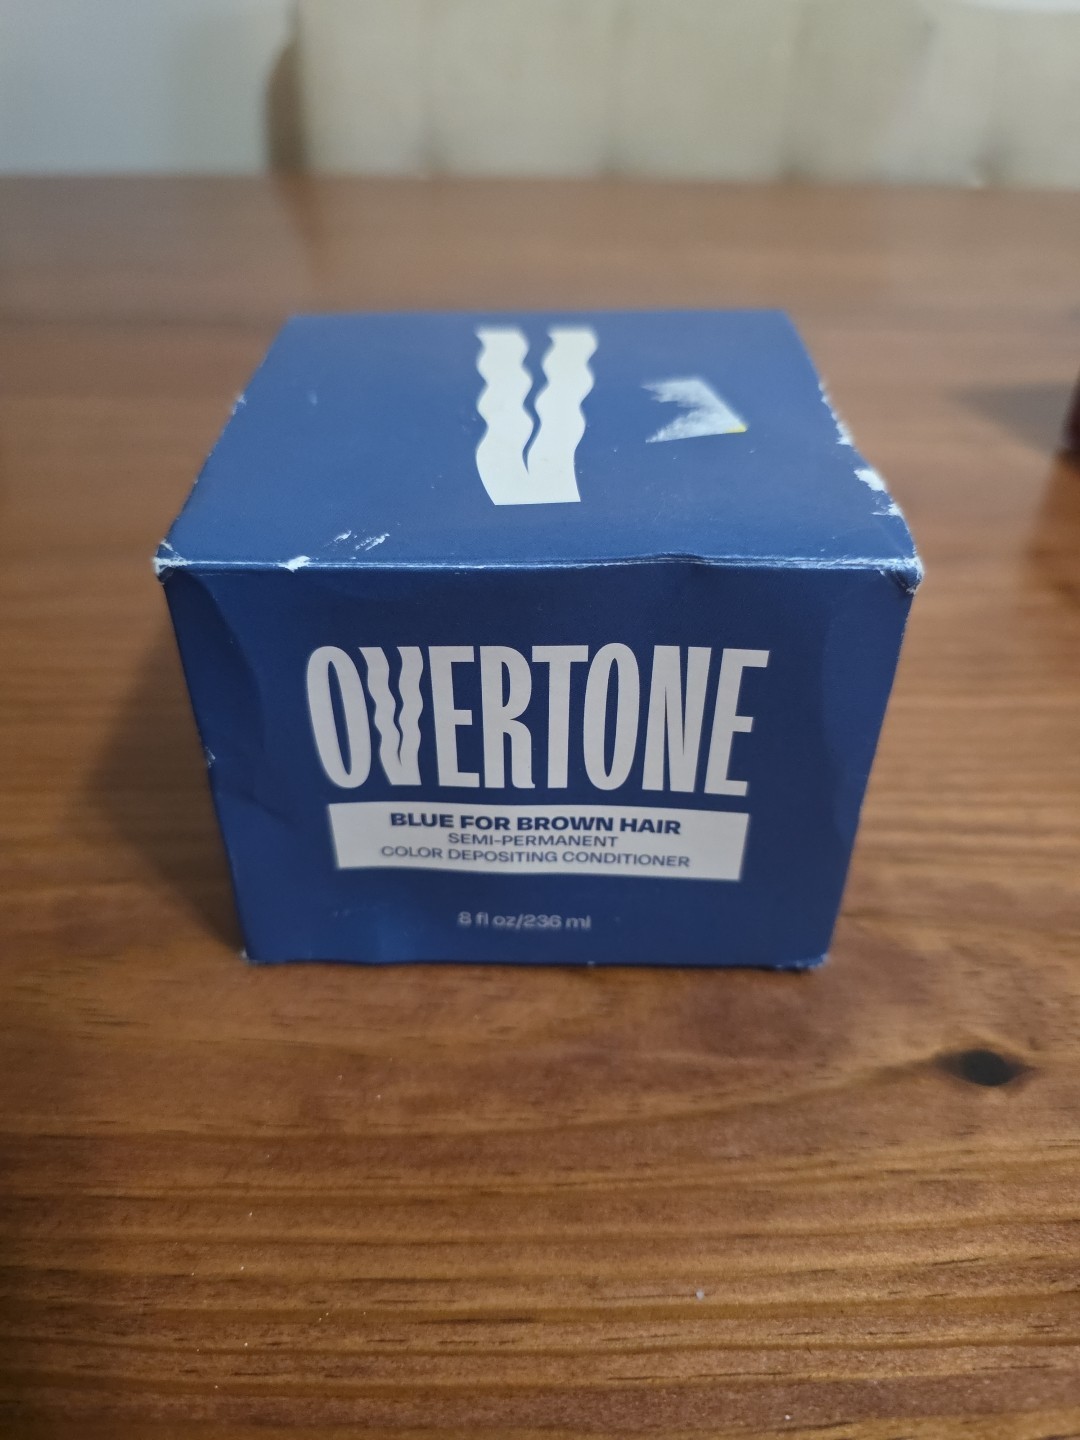 OVERTONE
BLUE FOR BROWN HAIR
SEMI-PERMANENT
COLOR DEPOSITING CONDITIONER
8 fl oz/236 ml